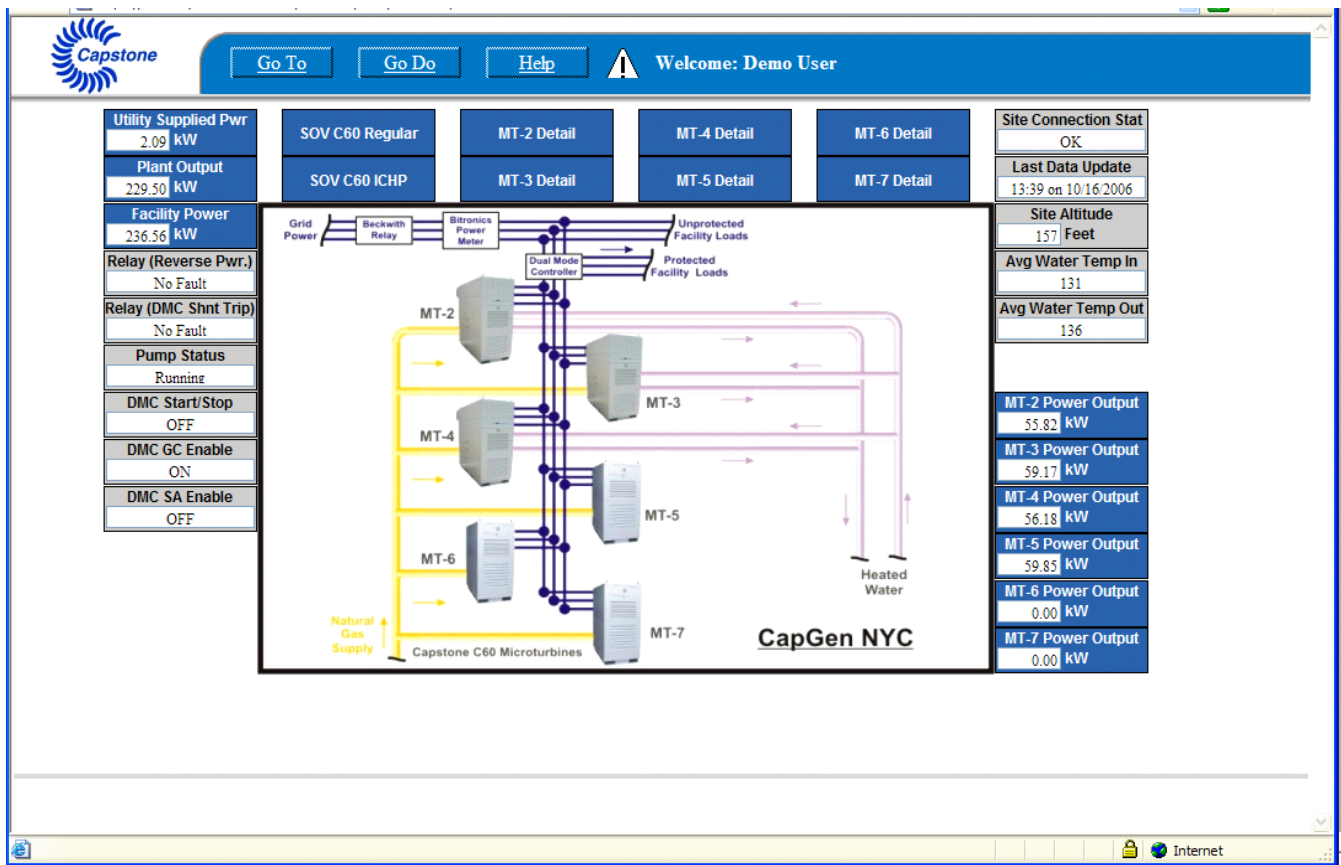 Capstone
Go To
Go Do
Help
Welcome: Demo User
Utility Supplied Pwr
2.09 kW
Plant Output
229.50 kW
Facility Power
236.56 kW
Relay (Reverse Pwr.)
No Fault
Relay (DMC Shnt Trip)
No Fault
Pump Status
Running
DMC Start/Stop
OFF
DMC GC Enable
ON
DMC SA Enable
OFF
SOV C60 Regular
MT-2 Detail
MT-4 Detail
MT-6 Detail
SOV C60 ICHP
MT-3 Detail
MT-5 Detail
MT-7 Detail
Grid
Power
Beckwith
Relay
Bitronics
Power
Meter
Unprotected
Facility Loads
Dual Mode
Controller
Protected
Facility Loads
MT-2
MT-3
MT-4
MT-5
MT-6
MT-7
Heated
Water
Natural
Gas
Supply
Capstone C60 Microturbines
CapGen NYC
Site Connection Stat
OK
Last Data Update
13:39 on 10/16/2006
Site Altitude
157 Feet
Avg Water Temp In
131
Avg Water Temp Out
136
MT-2 Power Output
55.82 kW
MT-3 Power Output
59.17 kW
MT-4 Power Output
56.18 kW
MT-5 Power Output
59.85 kW
MT-6 Power Output
0.00 kW
MT-7 Power Output
0.00 kW
Internet